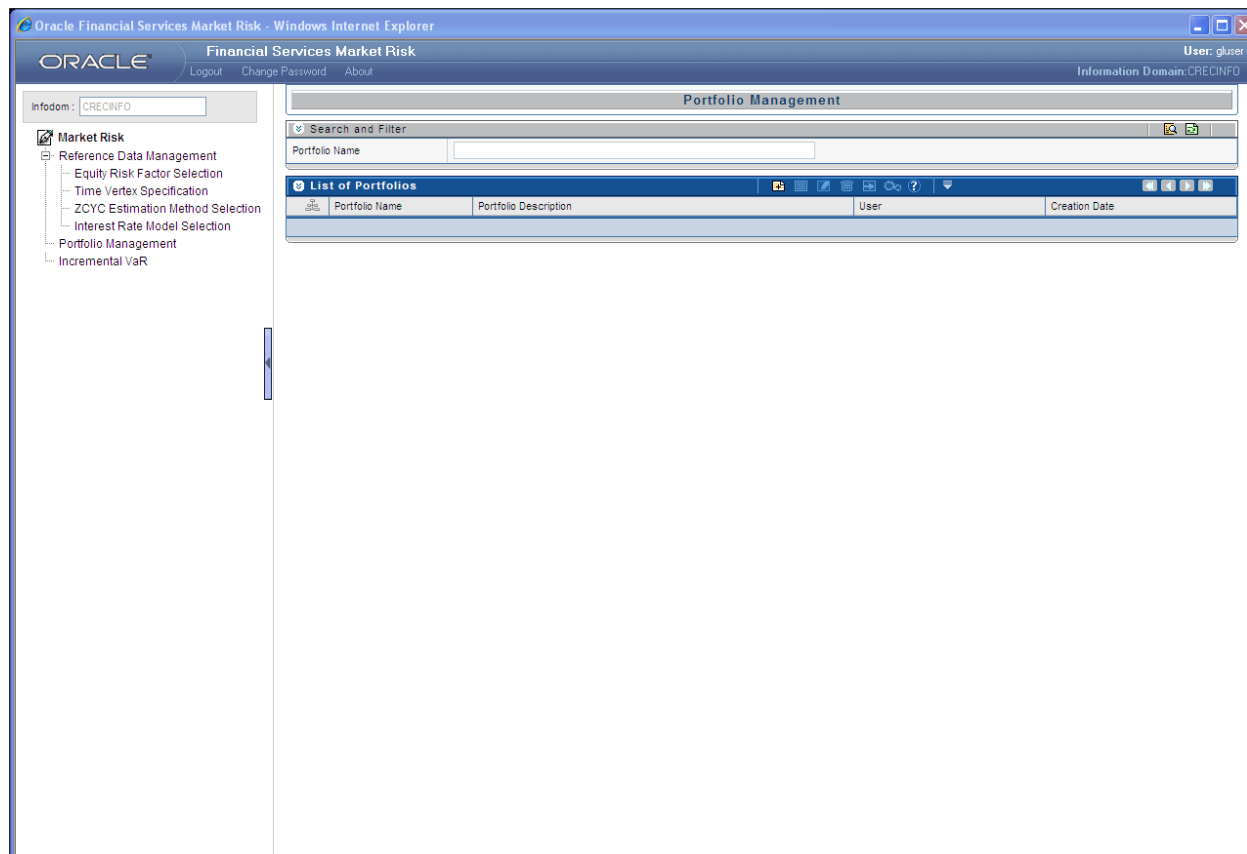 Oracle Financial Services Market Risk - Windows Internet Explorer
ORACLE
Financial Services Market Risk
User: gluser
Logout Change Password About
Information Domain:CRECINFO
Infodom : CRECINFO
Market Risk
Reference Data Management
Equity Risk Factor Selection
Time Vertex Specification
ZCYC Estimation Method Selection
Interest Rate Model Selection
Portfolio Management
Incremental VaR
Portfolio Management
Search and Filter
Portfolio Name
List of Portfolios
Portfolio Name Portfolio Description User Creation Date